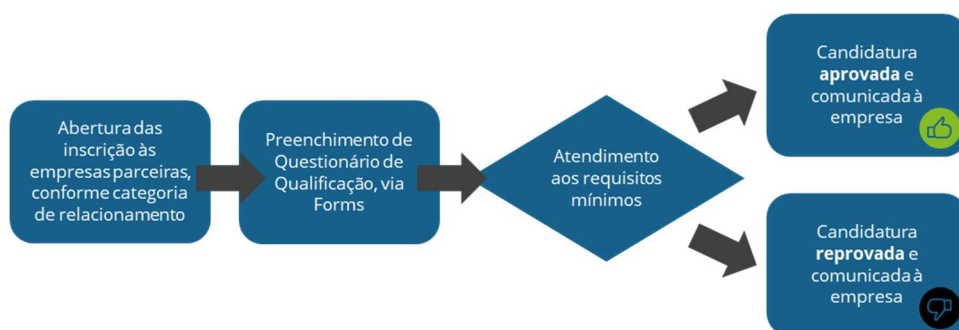 Abertura das
inscrição às
empresas parceiras,
conforme categoria
de relacionamento
Preenchimento de
Questionário de
Qualificação, via
Forms
Atendimento
aos requisitos
mínimos
Candidatura
aprovada e
comunicada à
empresa
Candidatura
reprovada e
comunicada à
empresa